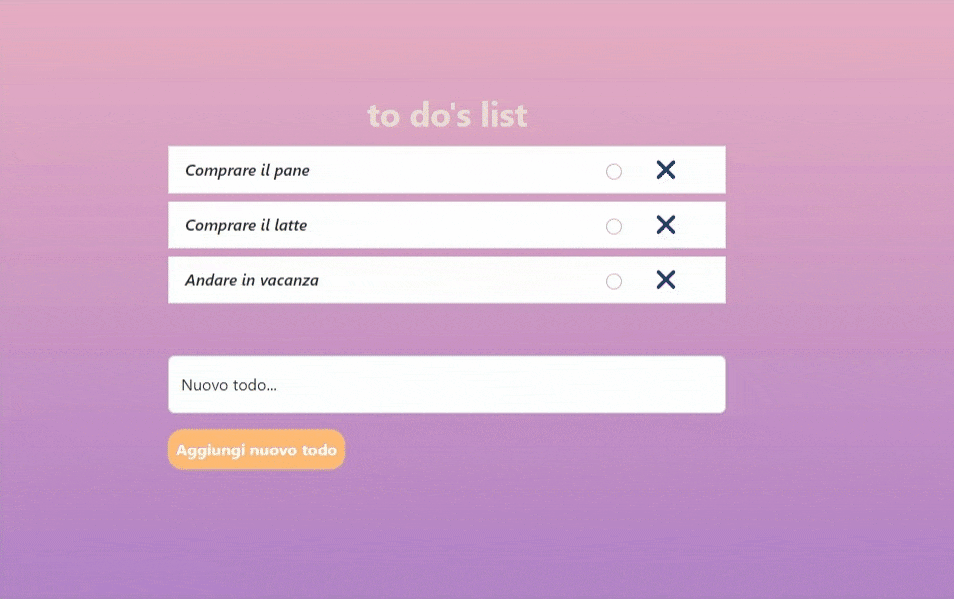 to do's list
Comprare il pane
Comprare il latte
Andare in vacanza
Nuovo todo...
Aggiungi nuovo todo